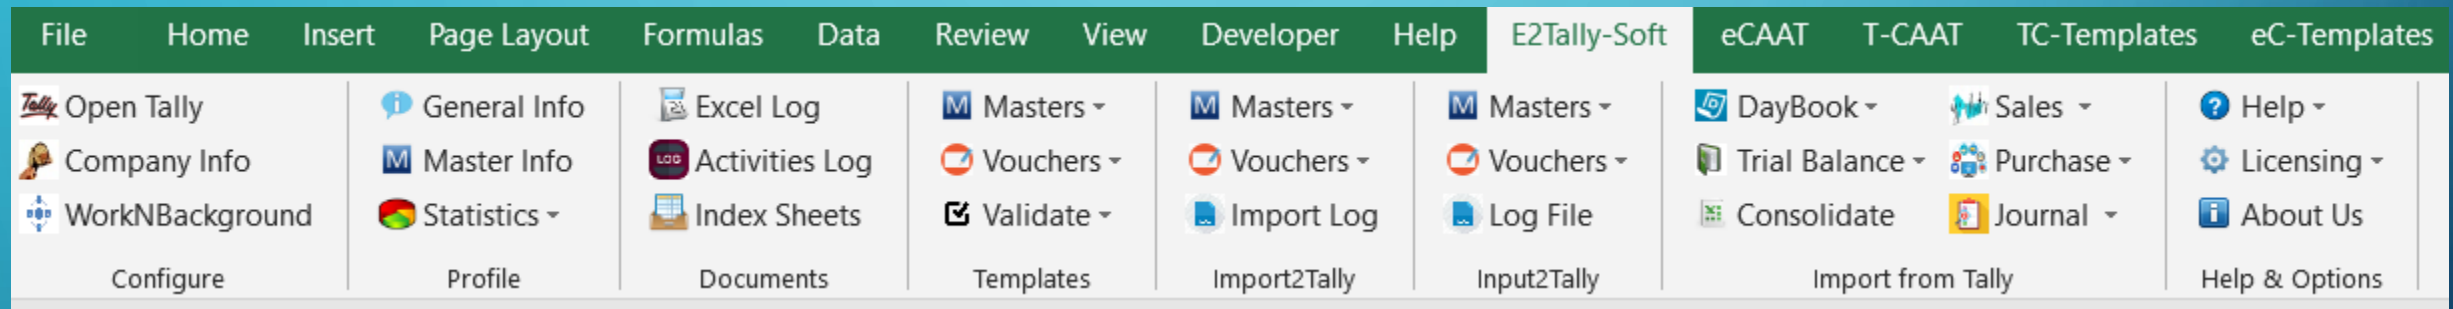 File Home Insert Page Layout Formulas Data Review View Developer Help E2Tally-Soft eCAAT T-CAAT TC-Templates eC-Templates
Tally Open Tally General Info Excel Log M Masters M Masters M Masters DayBook Sales ? Help
Company Info M Master Info LOG Activities Log Vouchers Vouchers Vouchers Trial Balance Purchase Licensing
WorkNBackground Statistics Index Sheets Validate Import Log Log File Consolidate Journal i About Us
Configure Profile Documents Templates Import2Tally Input2Tally Import from Tally Help & Options